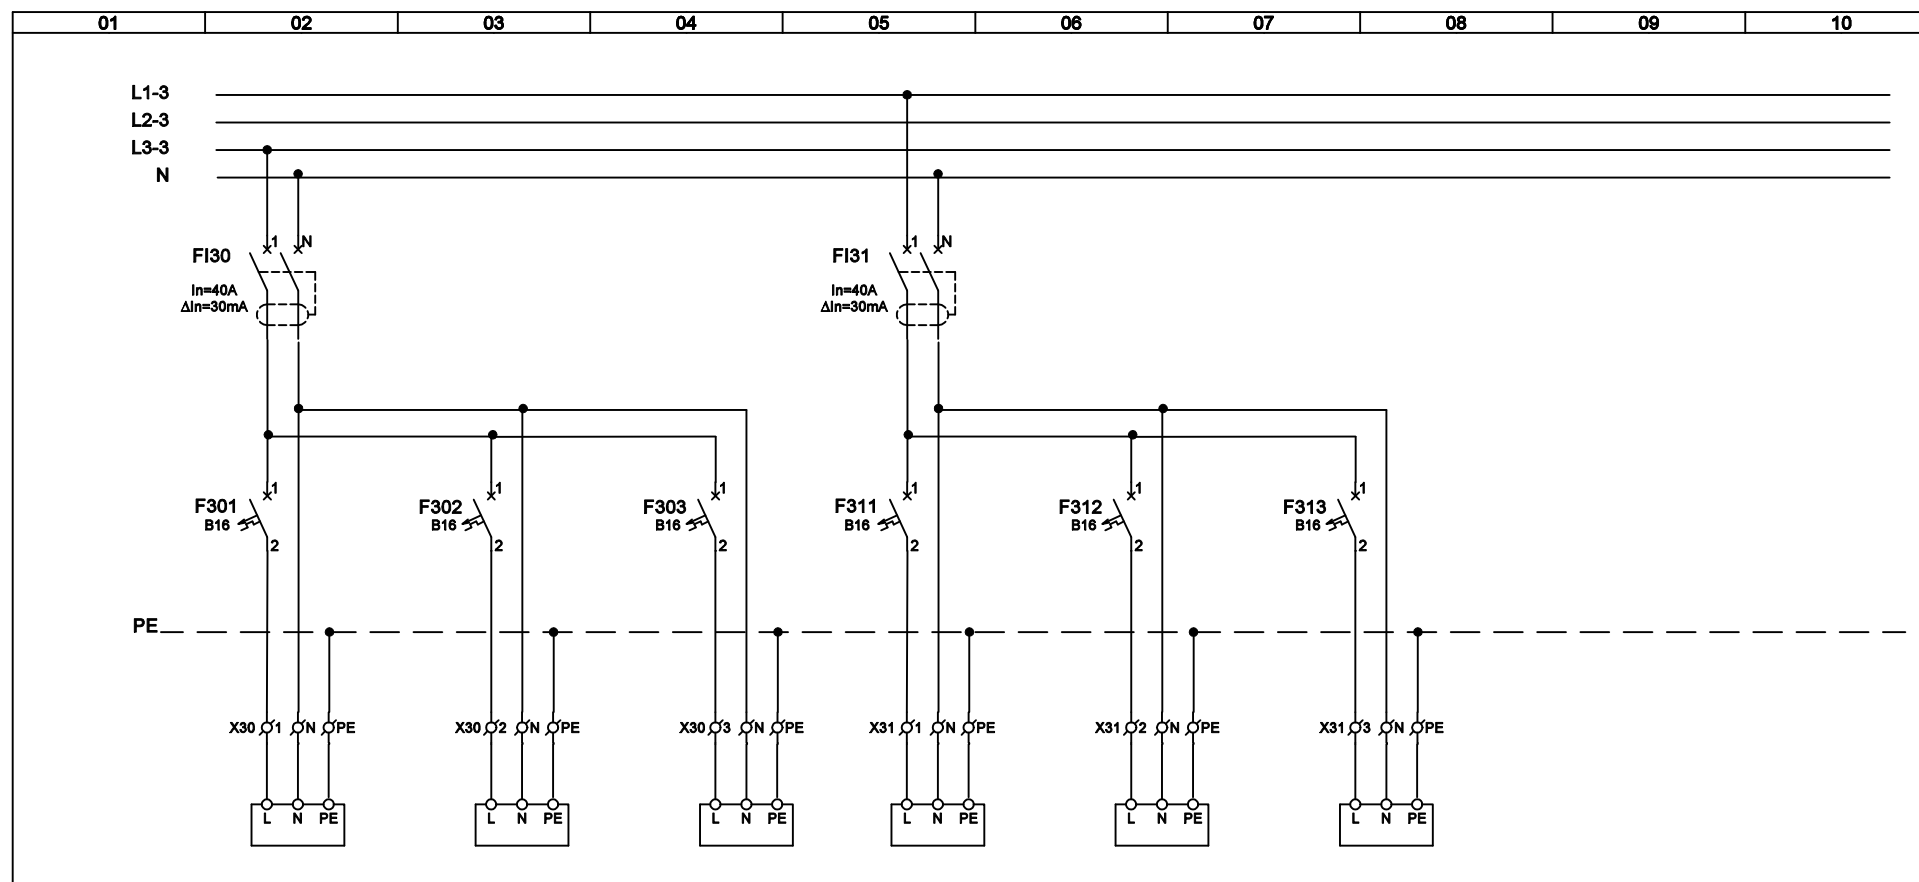 01 02 03 04 05 06 07 08 09 10
L1-3
L2-3
L3-3
N
1 N 1 N
FI30 FI31
In=40A In=40A
ΔIn=30mA ΔIn=30mA
1 1 1 1 1 1
F301 F302 F303 F311 F312 F313
B16 B16 B16 B16 B16 B16
2 2 2 2 2 2
PE
X30 1 N PE X30 2 N PE X30 3 N PE X31 1 N PE X31 2 N PE X31 3 N PE
L N PE L N PE L N PE L N PE L N PE L N PE